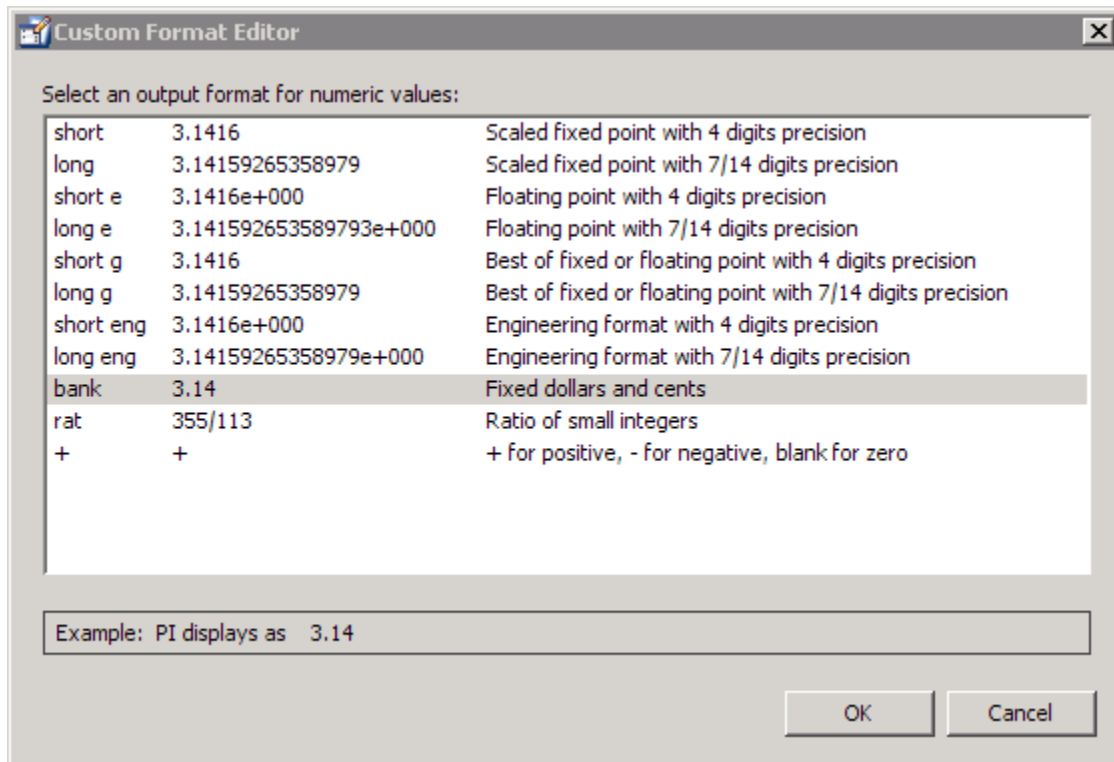 Custom Format Editor
Select an output format for numeric values:
short 3.1416 Scaled fixed point with 4 digits precision
long 3.14159265358979 Scaled fixed point with 7/14 digits precision
short e 3.1416e+000 Floating point with 4 digits precision
long e 3.141592653589793e+000 Floating point with 7/14 digits precision
short g 3.1416 Best of fixed or floating point with 4 digits precision
long g 3.14159265358979 Best of fixed or floating point with 7/14 digits precision
short eng 3.1416e+000 Engineering format with 4 digits precision
long eng 3.14159265358979e+000 Engineering format with 7/14 digits precision
bank 3.14 Fixed dollars and cents
rat 355/113 Ratio of small integers
+ + + for positive, - for negative, blank for zero
Example: PI displays as 3.14
OK Cancel